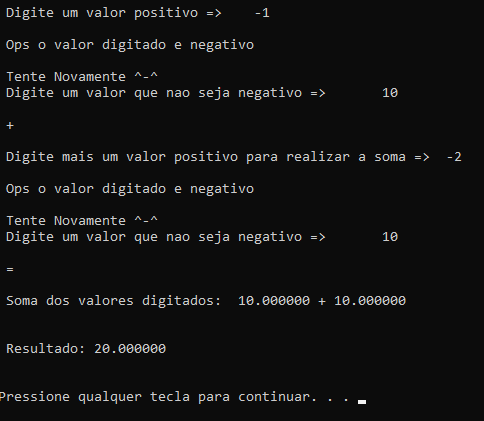 Digite um valor positivo => -1
Ops o valor digitado e negativo
Tente Novamente ^-^
Digite um valor que nao seja negativo => 10
+
Digite mais um valor positivo para realizar a soma => -2
Ops o valor digitado e negativo
Tente Novamente ^-^
Digite um valor que nao seja negativo => 10
=
Soma dos valores digitados: 10.000000 + 10.000000
Resultado: 20.000000
Pressione qualquer tecla para continuar. . .